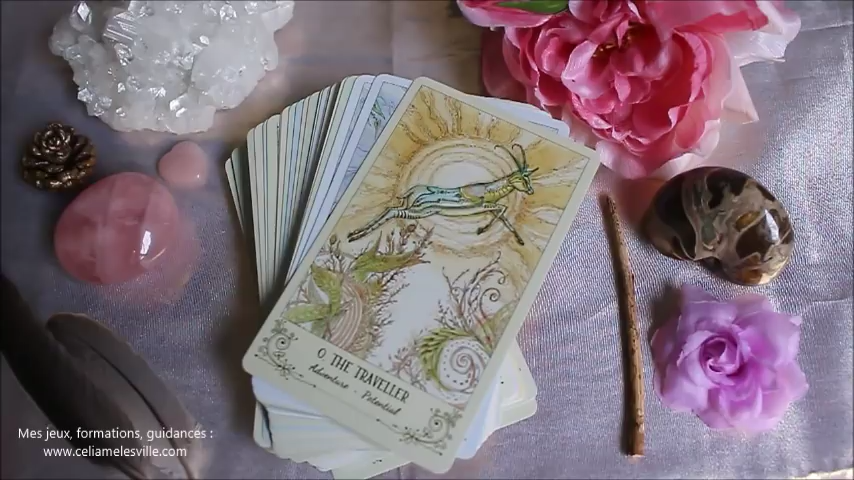 0. THE TRAVELLER
Adventure - Potential
Mes jeux, formations, guidances :
www.celiamelesville.com